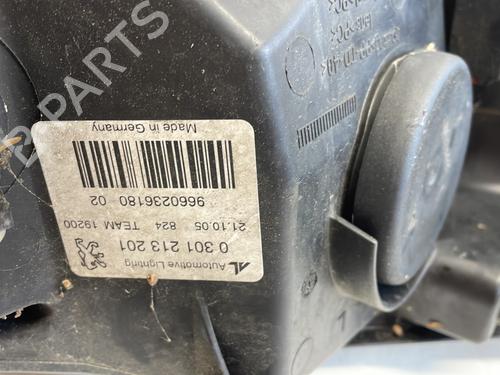 AL Automotive Lighting
0 301 213 201
21.10.05 824 TEAM 19200
9660236180 02
Made in Germany
B-PARTS
L